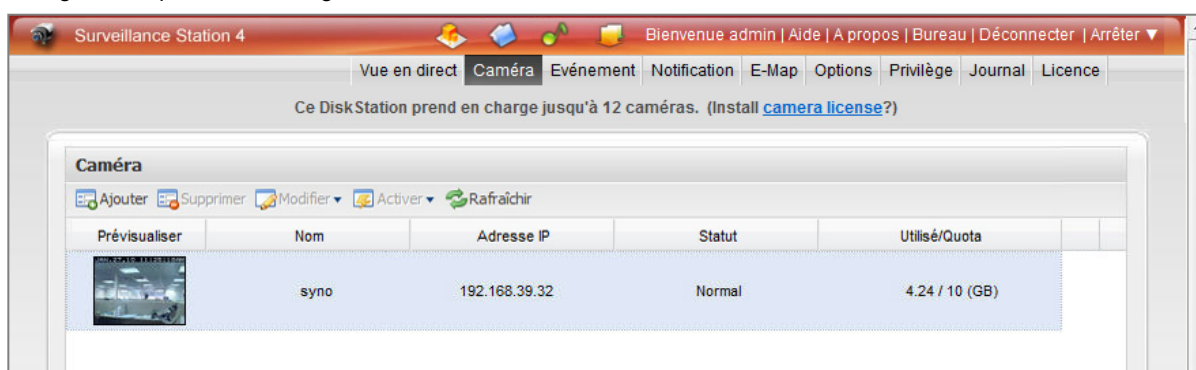 Surveillance Station 4
Bienvenue admin | Aide | A propos | Bureau | Déconnecter | Arrêter ▼
Vue en direct Caméra Evénement Notification E-Map Options Privilège Journal Licence
Ce DiskStation prend en charge jusqu'à 12 caméras. (Install camera license?)
Caméra
Ajouter Supprimer Modifier ▾ Activer ▾ Rafraîchir
Prévisualiser Nom Adresse IP Statut Utilisé/Quota
syno 192.168.39.32 Normal 4.24 / 10 (GB)